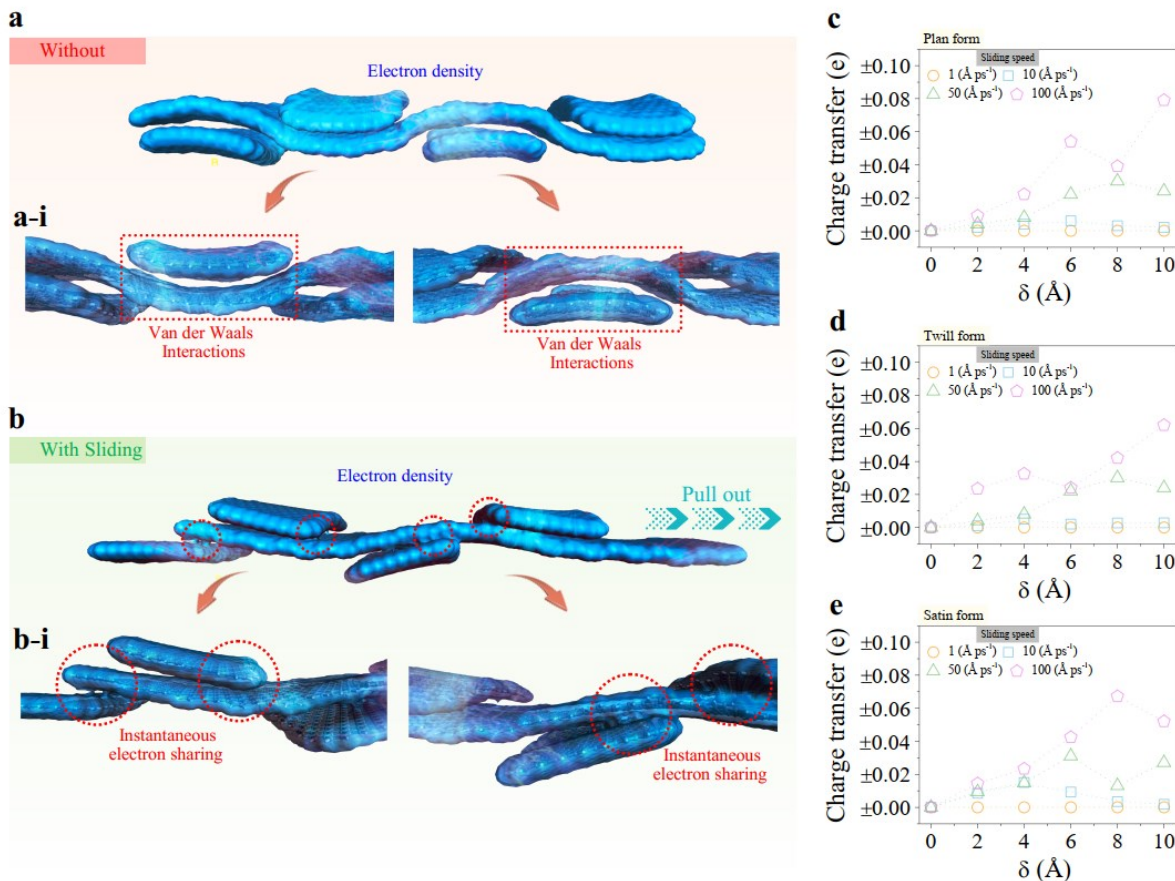 a
Without
Electron density
a-i
Van der Waals
Interactions
Van der Waals
Interactions
b
With Sliding
Electron density
Pull out
b-i
Instantaneous
electron sharing
Instantaneous
electron sharing
c
Plan form
Sliding speed
1 (Å ps⁻¹) 10 (Å ps⁻¹)
50 (Å ps⁻¹) 100 (Å ps⁻¹)
Charge transfer (e)
±0.10
±0.08
±0.06
±0.04
±0.02
±0.00
0 2 4 6 8 10
δ (Å)
d
Twill form
Sliding speed
1 (Å ps⁻¹) 10 (Å ps⁻¹)
50 (Å ps⁻¹) 100 (Å ps⁻¹)
Charge transfer (e)
±0.10
±0.08
±0.06
±0.04
±0.02
±0.00
0 2 4 6 8 10
δ (Å)
e
Satin form
Sliding speed
1 (Å ps⁻¹) 10 (Å ps⁻¹)
50 (Å ps⁻¹) 100 (Å ps⁻¹)
Charge transfer (e)
±0.10
±0.08
±0.06
±0.04
±0.02
±0.00
0 2 4 6 8 10
δ (Å)